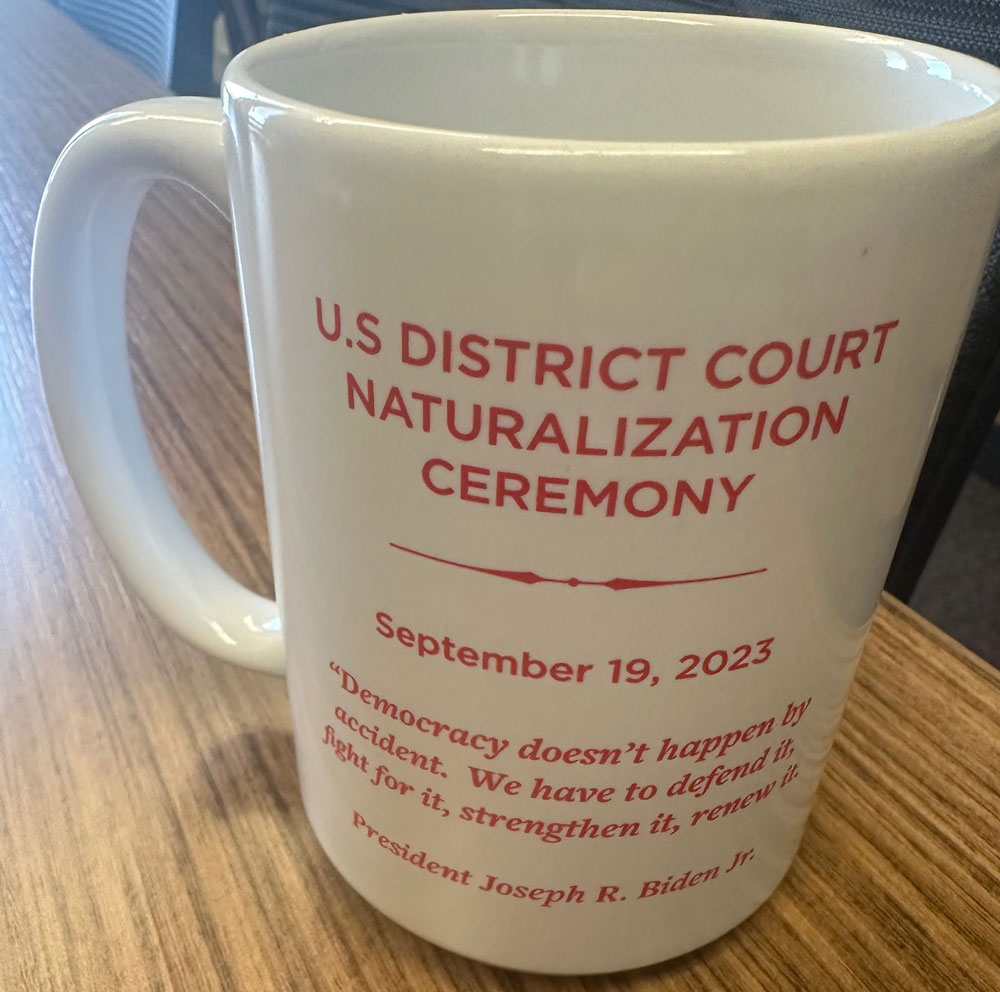 U.S DISTRICT COURT
NATURALIZATION
CEREMONY
September 19, 2023
“Democracy doesn’t happen by
accident. We have to defend it,
fight for it, strengthen it, renew it.
President Joseph R. Biden Jr.